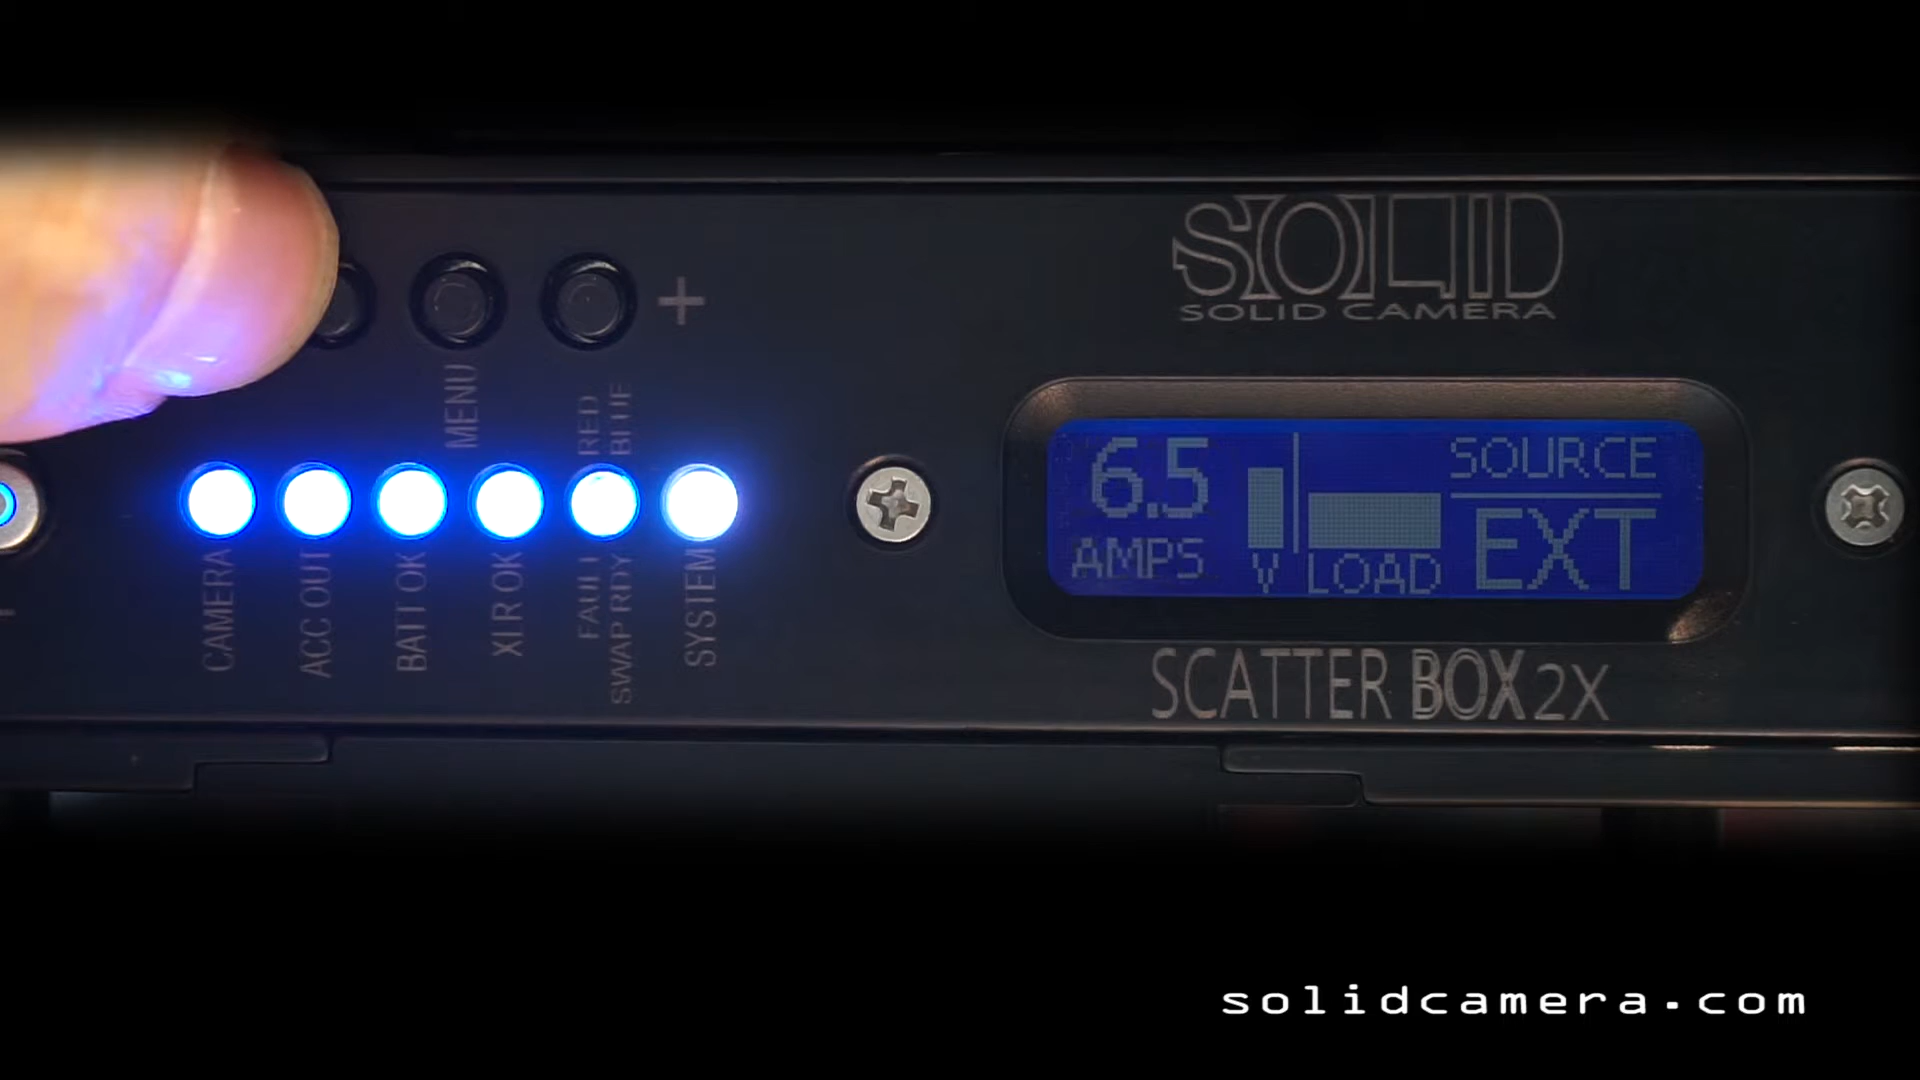 SOLID
SOLID CAMERA
+
MENU
RED
BLUE
CAMERA
ACC OUT
BATT OK
XLR OK
FAULT
SWAP RDY
SYSTEM
6.5
AMPS
V
LOAD
SOURCE
EXT
SCATTER BOX 2X
solidcamera.com